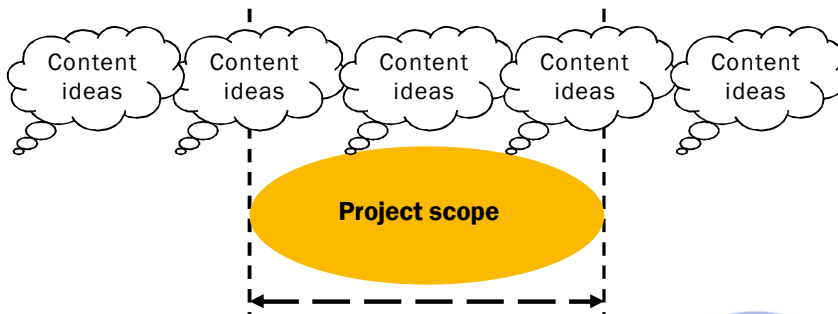 Content
ideas
Content
ideas
Content
ideas
Content
ideas
Content
ideas
Project scope